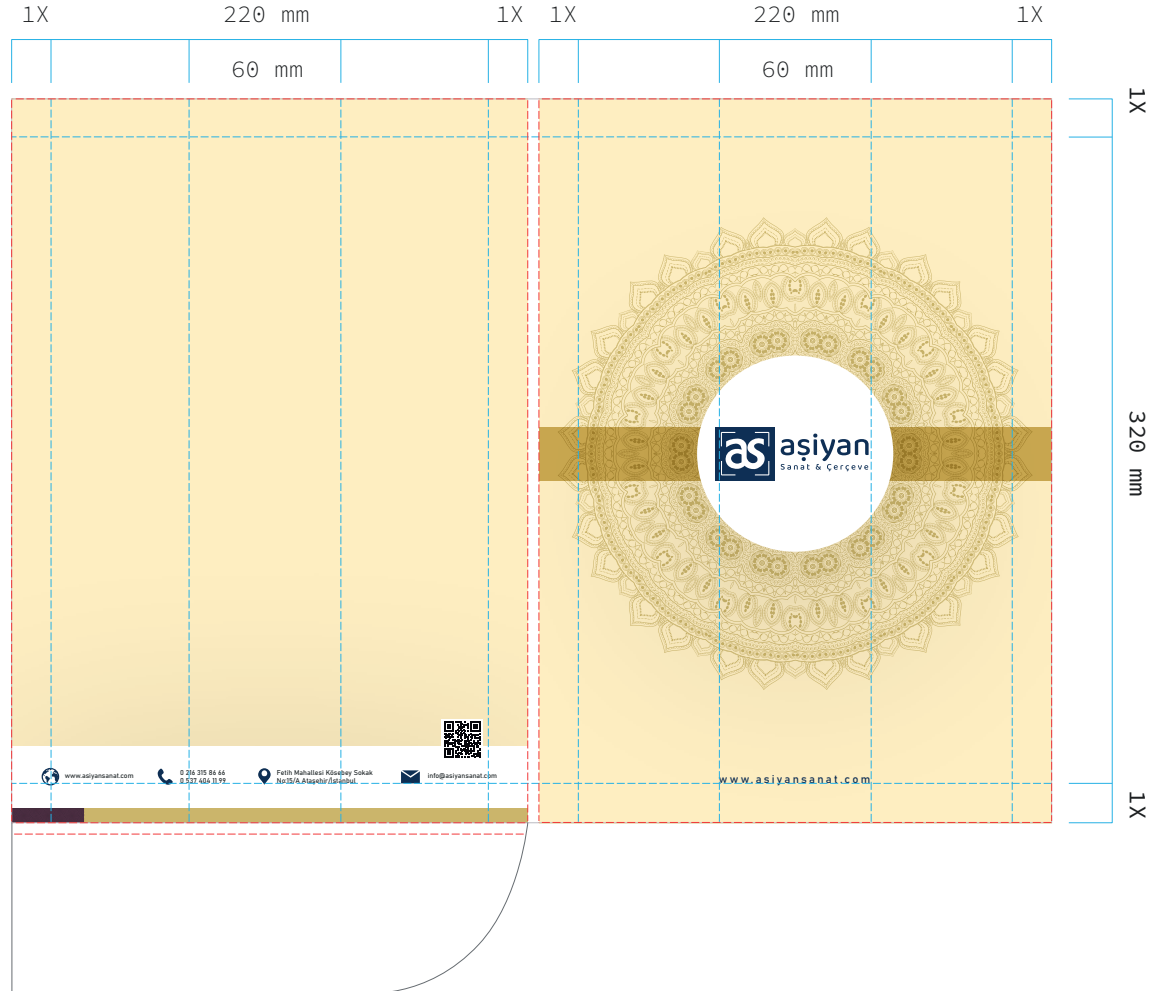 1X 220 mm 1X 1X 220 mm 1X
60 mm 60 mm
1X
as aşiyan
Sanat & Çerçeve
320 mm
www.asiyansanat.com
0 216 315 86 66
0 537 404 11 99
Fetih Mahallesi Kösebey Sokak
No:15/A Ataşehir/İstanbul
info@asiyansanat.com
www.asiyansanat.com
1X